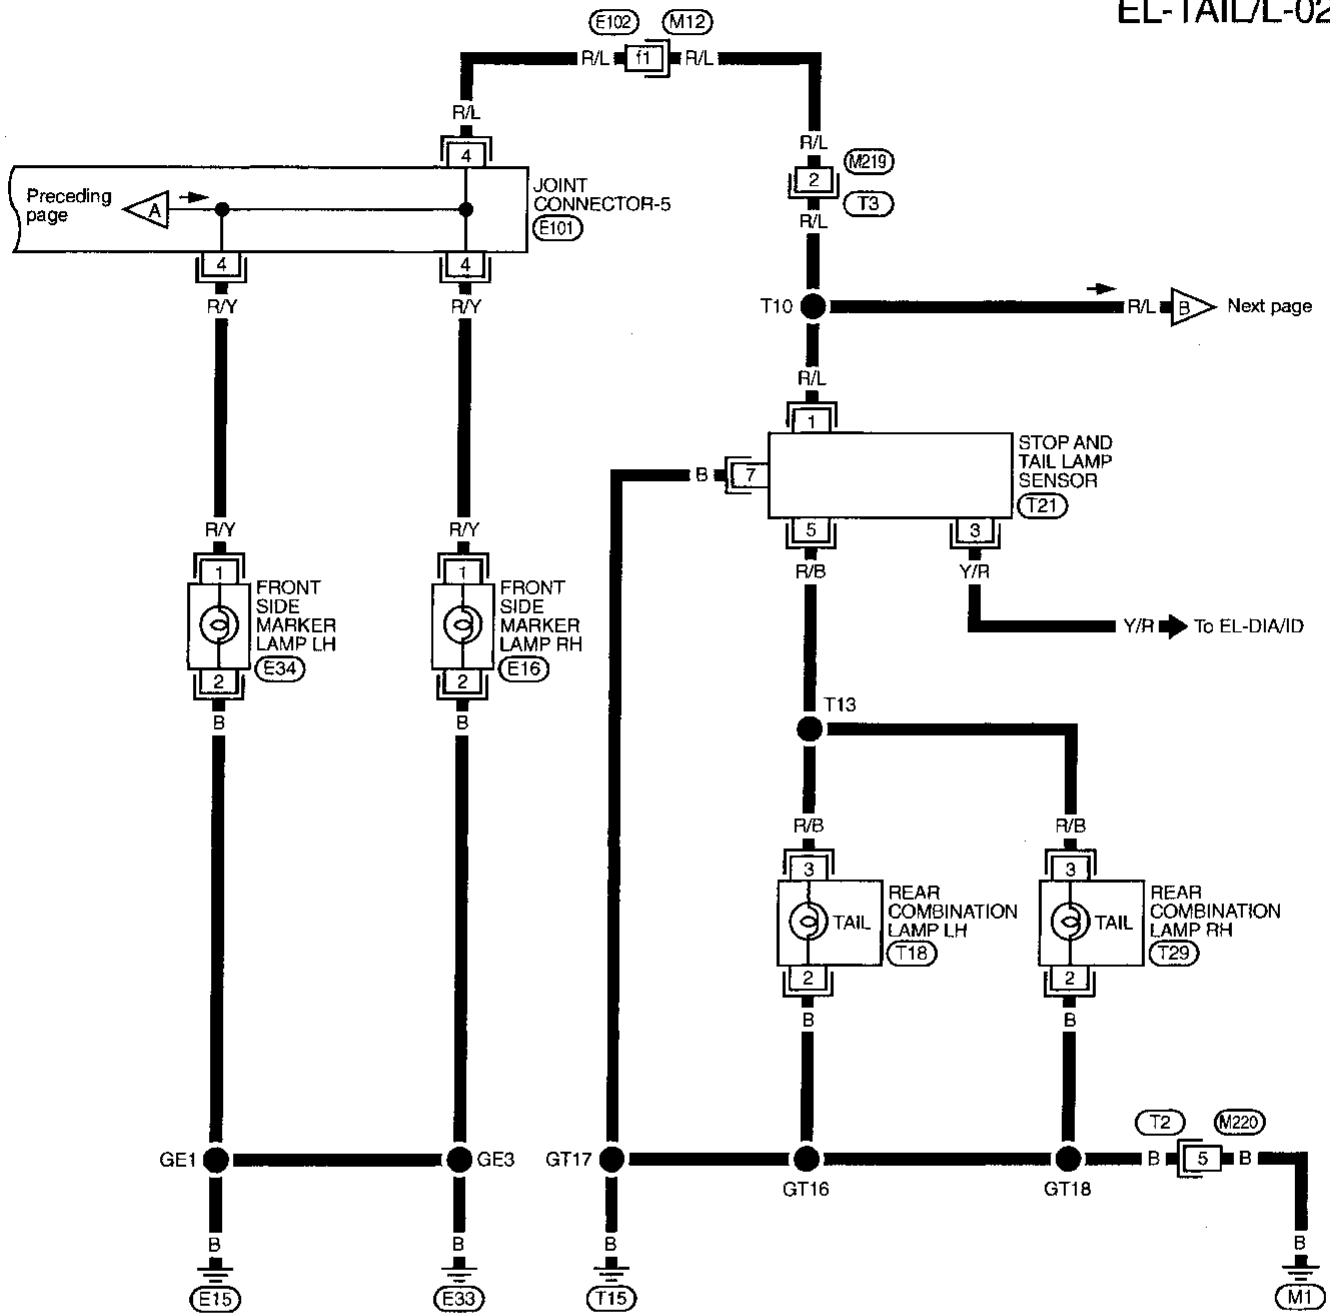 EL-TAIL/L-02
E102 M12
R/L f1 R/L
R/L
R/L
4
M219
2
T3
R/L
Preceding
page
A
JOINT
CONNECTOR-5
E101
4
4
R/Y
R/Y
T10
R/L
B
Next page
R/L
1
STOP AND
TAIL LAMP
SENSOR
T21
B
7
5
3
R/B
Y/R
Y/R
To EL-DIA/ID
R/Y
R/Y
1
FRONT
SIDE
MARKER
LAMP LH
E34
2
B
1
FRONT
SIDE
MARKER
LAMP RH
E16
2
B
T13
R/B
R/B
3
TAIL
REAR
COMBINATION
LAMP LH
T18
2
B
3
TAIL
REAR
COMBINATION
LAMP RH
T29
2
B
T2
M220
GE1
GE3
GT17
GT16
GT18
B
5
B
B
B
B
B
E15
E33
T15
M1